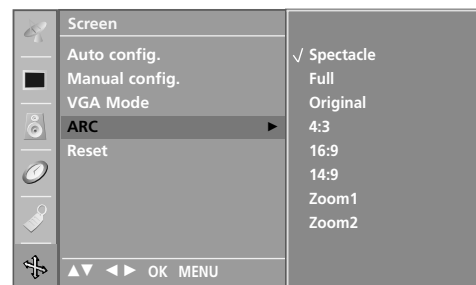 Screen
Auto config.
Manual config.
VGA Mode
ARC ►
Reset
▲▼ ◄► OK MENU
√ Spectacle
Full
Original
4:3
16:9
14:9
Zoom1
Zoom2